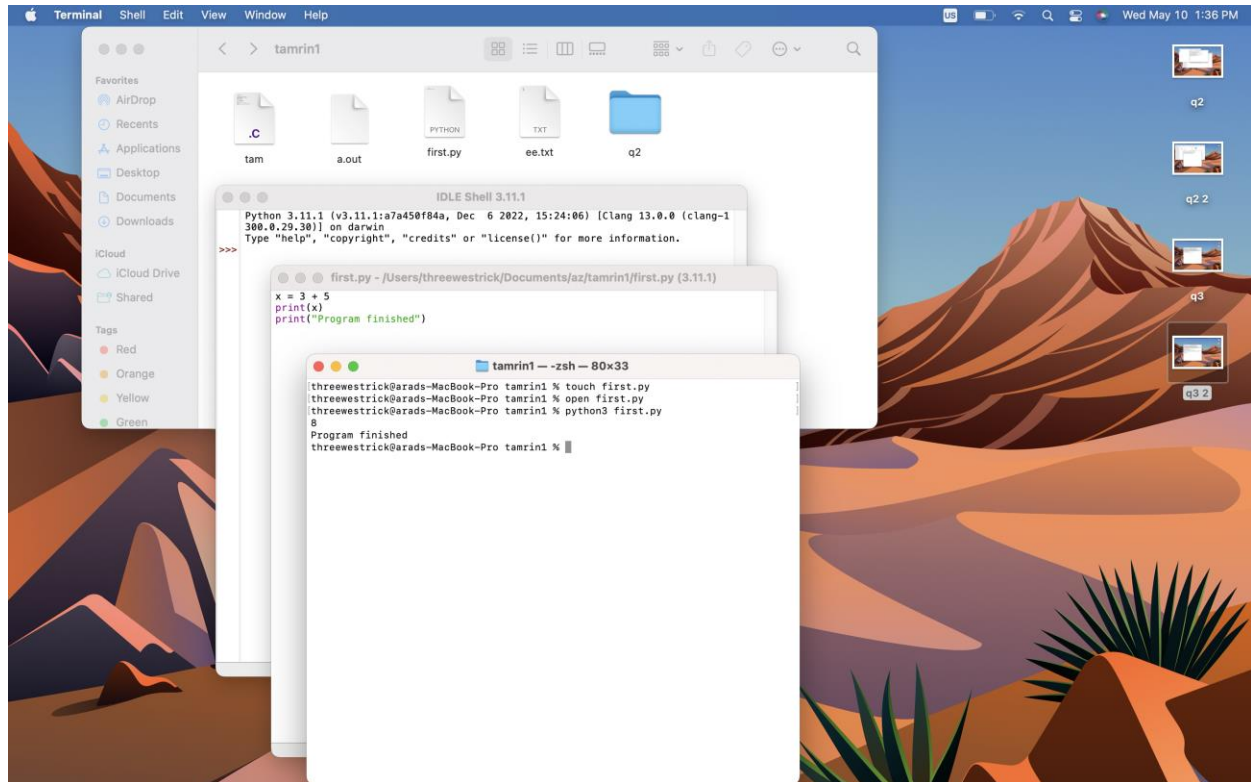 Terminal Shell Edit View Window Help
US
Wed May 10 1:36 PM
tamrin1
Favorites
AirDrop
Recents
Applications
Desktop
Documents
Downloads
iCloud
iCloud Drive
Shared
Tags
Red
Orange
Yellow
Green
.C
PYTHON
TXT
tam
a.out
first.py
ee.txt
q2
q2
q2 2
q3
q3 2
IDLE Shell 3.11.1
Python 3.11.1 (v3.11.1:a7a450f84a, Dec 6 2022, 15:24:06) [Clang 13.0.0 (clang-1
300.0.29.30)] on darwin
Type "help", "copyright", "credits" or "license()" for more information.
>>>
first.py - /Users/threewestrick/Documents/az/tamrin1/first.py (3.11.1)
x = 3 + 5
print(x)
print("Program finished")
tamrin1 — -zsh — 80×33
[threewestrick@arads-MacBook-Pro tamrin1 % touch first.py ]
[threewestrick@arads-MacBook-Pro tamrin1 % open first.py ]
[threewestrick@arads-MacBook-Pro tamrin1 % python3 first.py ]
8
Program finished
threewestrick@arads-MacBook-Pro tamrin1 %